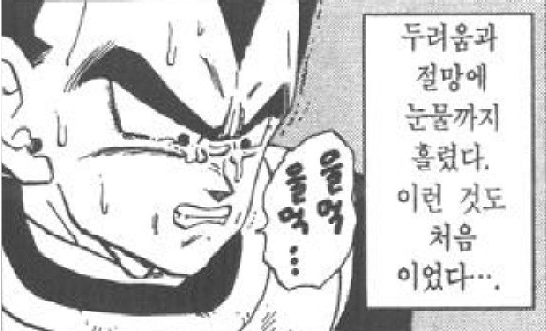 두려움과
절망에
눈물까지
흘렸다.
이런 것도
처음
이었다….
울먹
울먹…